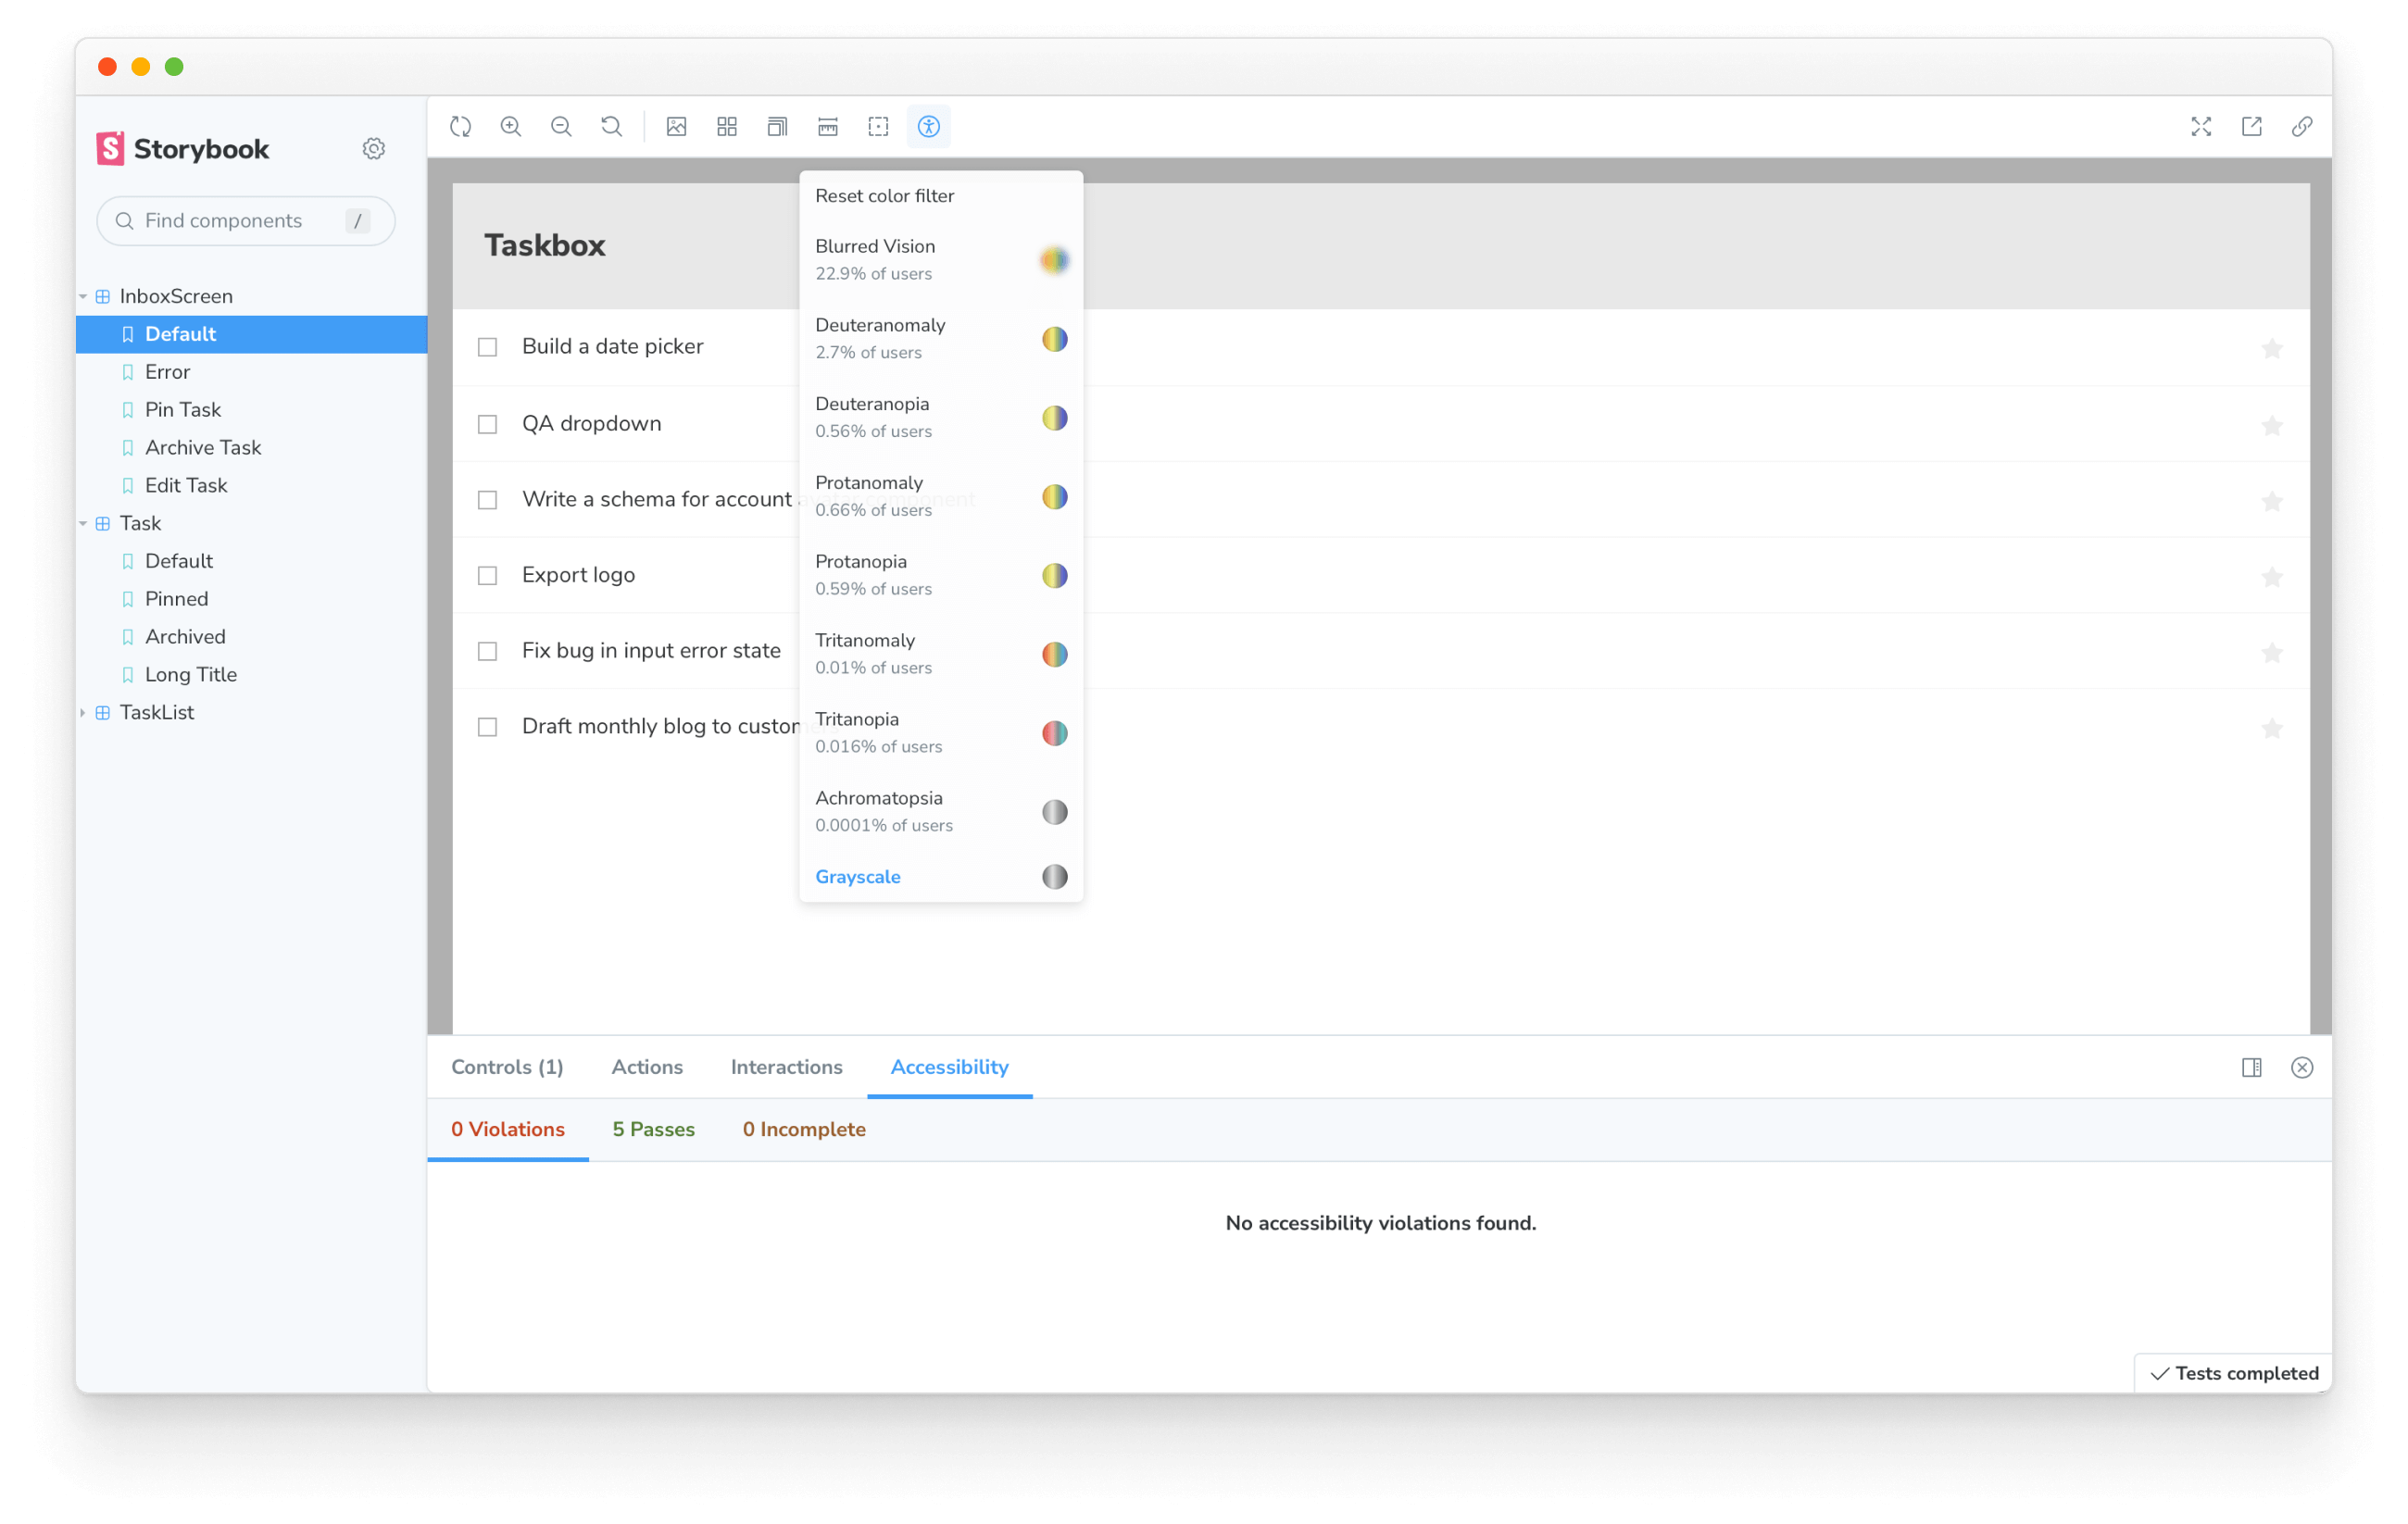 Storybook
Find components /
InboxScreen
Default
Error
Pin Task
Archive Task
Edit Task
Task
Default
Pinned
Archived
Long Title
TaskList
Taskbox
Build a date picker
QA dropdown
Write a schema for account avatar component
Export logo
Fix bug in input error state
Draft monthly blog to customers
Reset color filter
Blurred Vision
22.9% of users
Deuteranomaly
2.7% of users
Deuteranopia
0.56% of users
Protanomaly
0.66% of users
Protanopia
0.59% of users
Tritanomaly
0.01% of users
Tritanopia
0.016% of users
Achromatopsia
0.0001% of users
Grayscale
Controls (1) Actions Interactions Accessibility
0 Violations 5 Passes 0 Incomplete
No accessibility violations found.
Tests completed